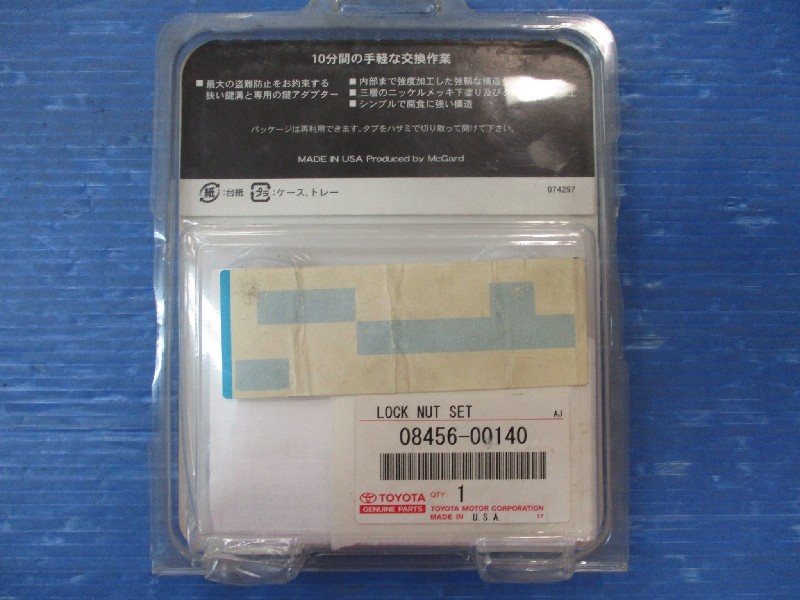 10分間の手軽な交換作業
■ 最大の盗難防止をお約束する
狭い鍵溝と専用の鍵アダプター
■ 内部まで強度加工した強靭な構造
■ 三層のニッケルメッキ下塗り及び
■ シンプルで腐食に強い構造
パッケージは再利用できます。タブをハサミで切り取って開けて下さい。
MADE IN USA Produced by McGard
紙 :台紙 プラ :ケース、トレー
974297
LOCK NUT SET AJ
08456-00140
TOYOTA QTY: 1
GENUINE PARTS TOYOTA MOTOR CORPORATION
MADE IN U.S.A. 17